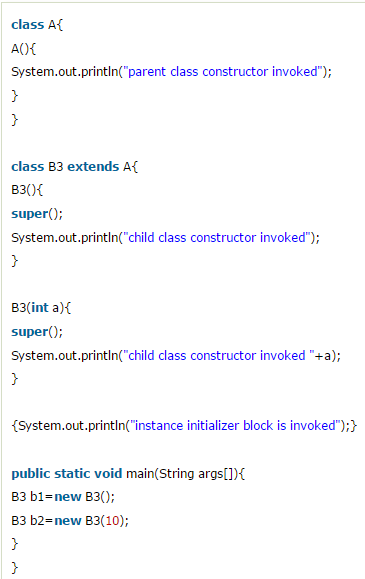 class A{
A(){
System.out.println("parent class constructor invoked");
}
}
class B3 extends A{
B3(){
super();
System.out.println("child class constructor invoked");
}
B3(int a){
super();
System.out.println("child class constructor invoked "+a);
}
{System.out.println("instance initializer block is invoked");}
public static void main(String args[]){
B3 b1=new B3();
B3 b2=new B3(10);
}
}